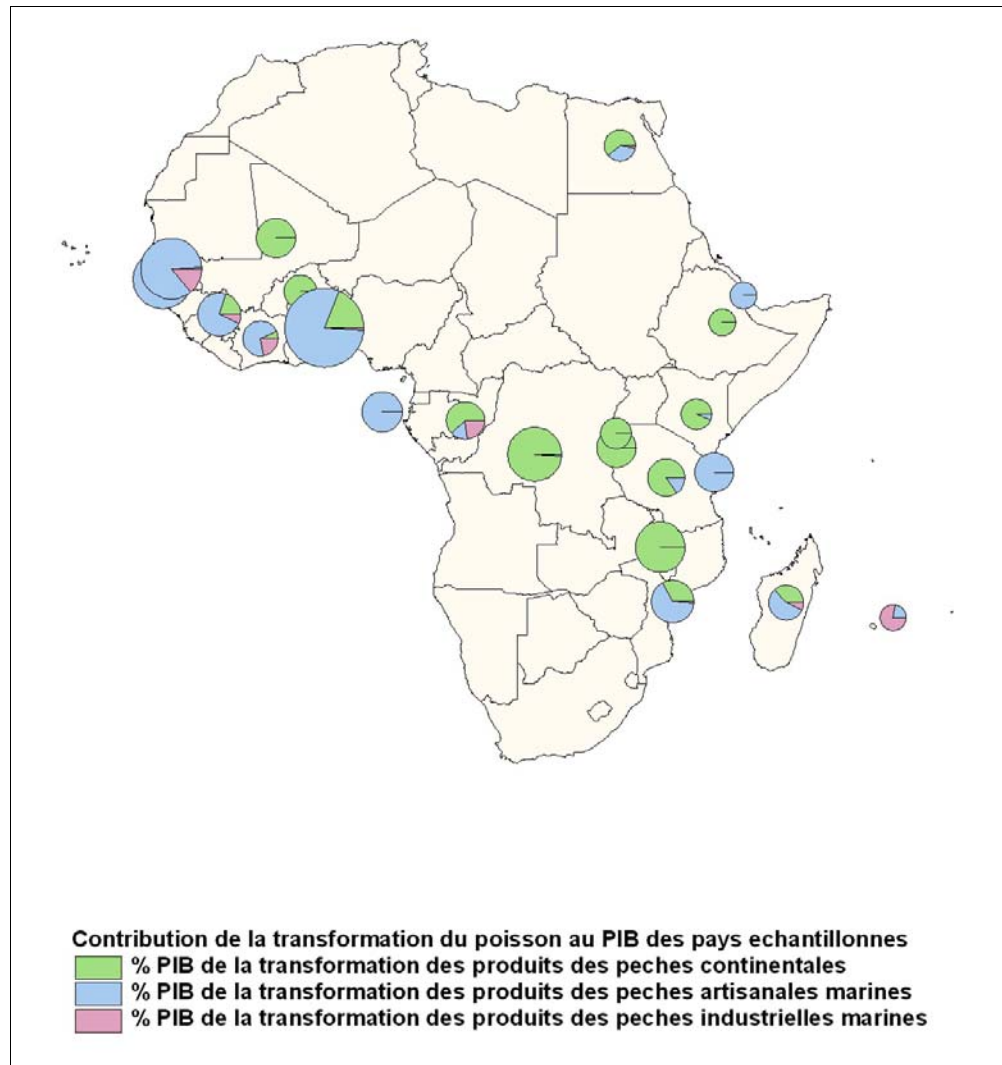 Contribution de la transformation du poisson au PIB des pays echantillonnes
% PIB de la transformation des produits des peches continentales
% PIB de la transformation des produits des peches artisanales marines
% PIB de la transformation des produits des peches industrielles marines